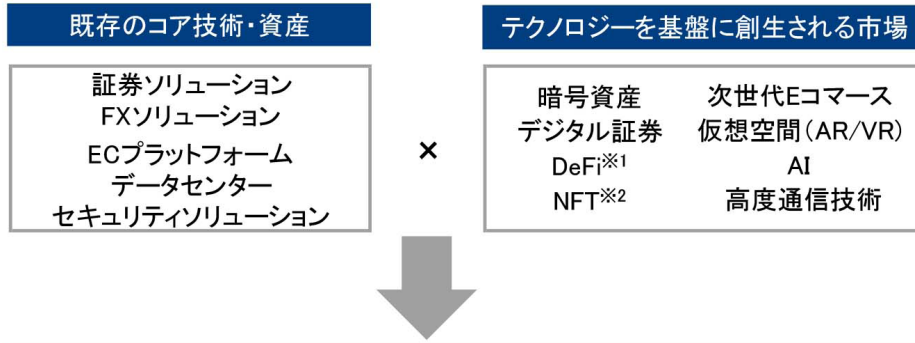 既存のコア技術・資産
証券ソリューション
FXソリューション
ECプラットフォーム
データセンター
セキュリティソリューション
×
テクノロジーを基盤に創生される市場
暗号資産 次世代Eコマース
デジタル証券 仮想空間(AR/VR)
DeFi※1 AI
NFT※2 高度通信技術